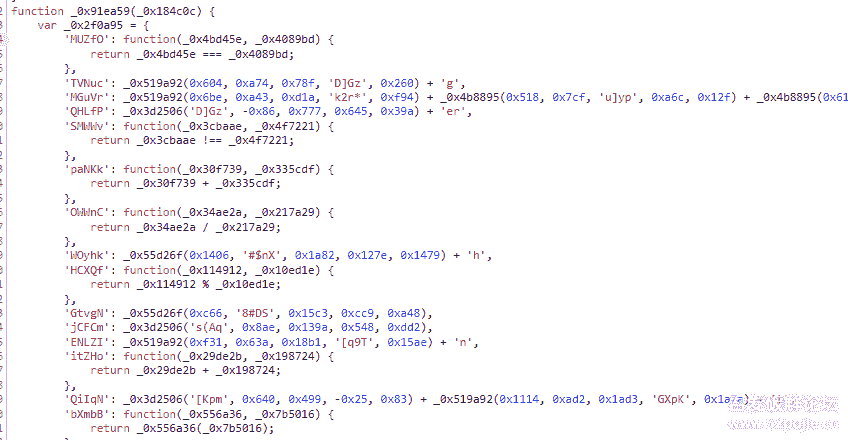 function _0x91ea59(_0x184c0c) {
var _0x2f0a95 = {
'MUZfO': function(_0x4bd45e, _0x4089bd) {
return _0x4bd45e === _0x4089bd;
},
'TVNuc': _0x519a92(0x604, 0xa74, 0x78f, 'D]Gz', 0x260) + 'g',
'MGuVr': _0x519a92(0x6be, 0xa43, 0xd1a, 'k2r*', 0xf94) + _0x4b8895(0x518, 0x7cf, 'u]yp', 0xa6c, 0x12f) + _0x4b8895(0x61
'QHLfP': _0x3d2506('D]Gz', -0x86, 0x777, 0x645, 0x39a) + 'er',
'SMWWv': function(_0x3cbaae, _0x4f7221) {
return _0x3cbaae !== _0x4f7221;
},
'paNKk': function(_0x30f739, _0x335cdf) {
return _0x30f739 + _0x335cdf;
},
'OWWnC': function(_0x34ae2a, _0x217a29) {
return _0x34ae2a / _0x217a29;
},
'WOyhk': _0x55d26f(0x1406, '#$nX', 0x1a82, 0x127e, 0x1479) + 'h',
'HCXQf': function(_0x114912, _0x10ed1e) {
return _0x114912 % _0x10ed1e;
},
'GtvgN': _0x55d26f(0xc66, '8#DS', 0x15c3, 0xcc9, 0xa48),
'jCFCm': _0x3d2506('s(Aq', 0x8ae, 0x139a, 0x548, 0xdd2),
'ENLZI': _0x519a92(0xf31, 0x63a, 0x18b1, '[q9T', 0x15ae) + 'n',
'itZHo': function(_0x29de2b, _0x198724) {
return _0x29de2b + _0x198724;
},
'QiIqN': _0x3d2506('[Kpm', 0x640, 0x499, -0x25, 0x83) + _0x519a92(0x1114, 0xad2, 0x1ad3, 'GXpK',
'bXmbB': function(_0x556a36, _0x7b5016) {
return _0x556a36(_0x7b5016);
www.52pojie.cn